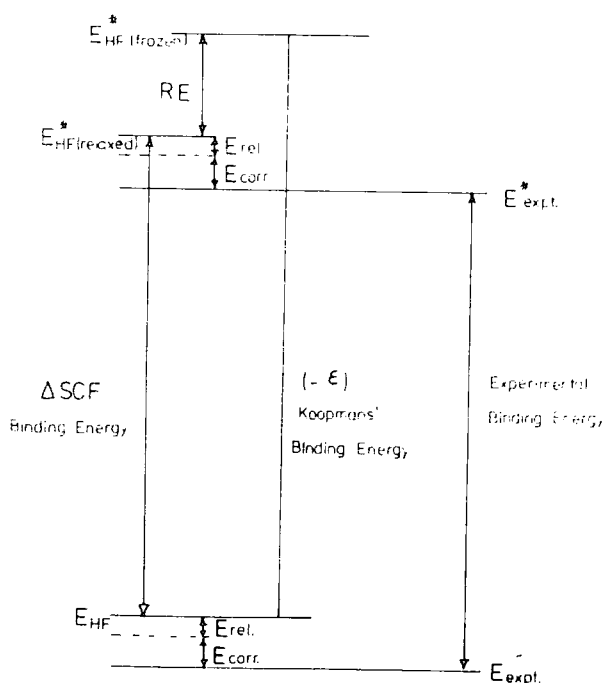 E*HF(frozen)
RE
E*HF(relaxed)
Erel.
Ecorr.
E*expt.
ΔSCF
Binding Energy
(- ε)
Koopmans'
Binding Energy
Experimental
Binding Energy
EHF
Erel.
Ecorr.
Eexpt.